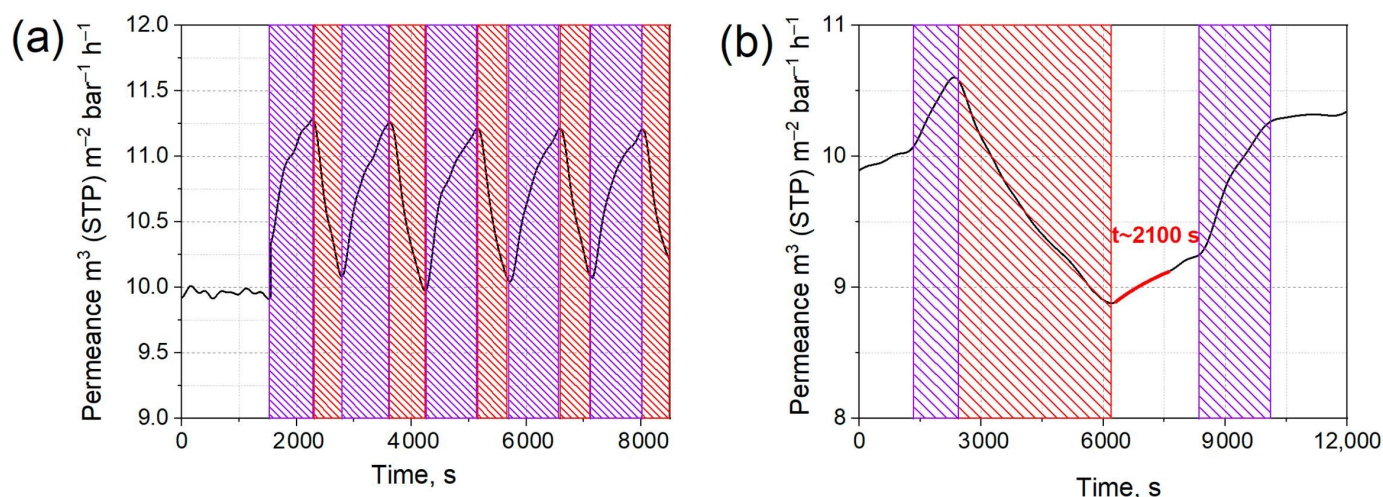 (a)
Permeance m³ (STP) m⁻² bar⁻¹ h⁻¹
12.0
11.5
11.0
10.5
10.0
9.5
9.0
0 2000 4000 6000 8000
Time, s
(b)
Permeance m³ (STP) m⁻² bar⁻¹ h⁻¹
11
10
9
8
t~2100 s
0 3000 6000 9000 12,000
Time, s